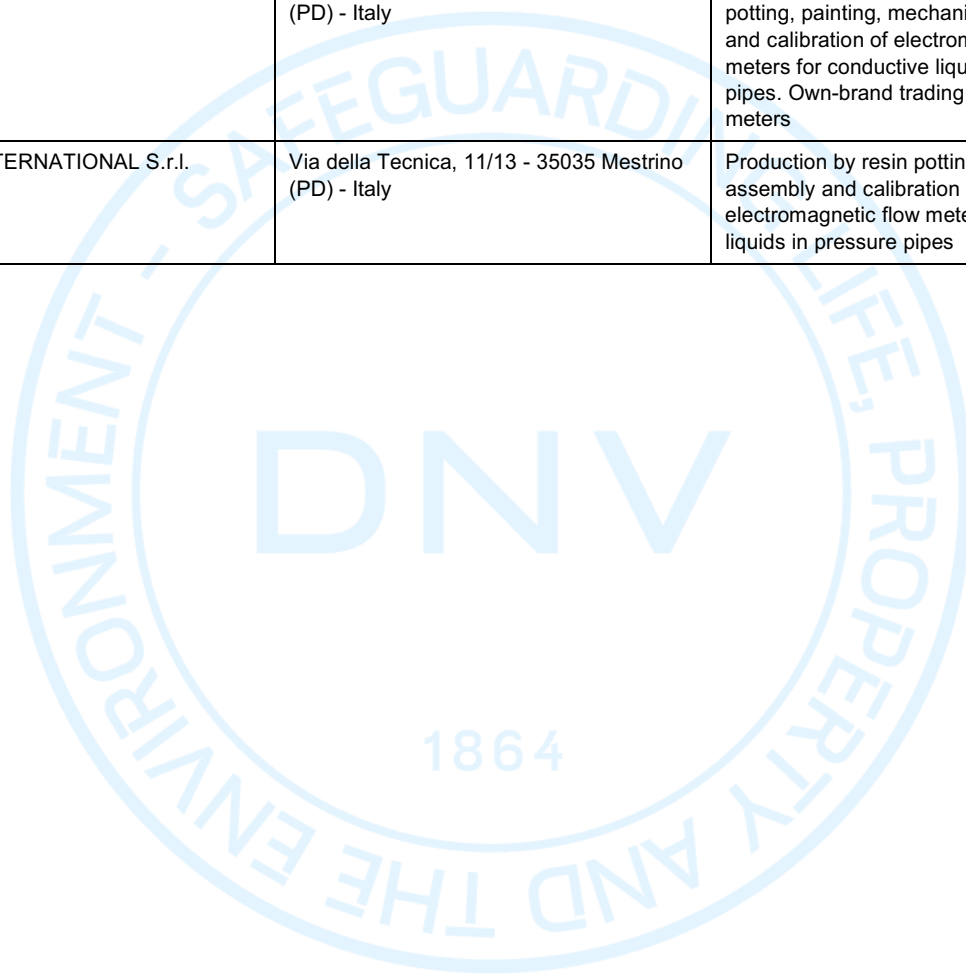 (PD) - Italy
potting, painting, mechani
and calibration of electrom
meters for conductive liqu
pipes. Own-brand trading
meters
TERNATIONAL S.r.l.
Via della Tecnica, 11/13 - 35035 Mestrino
(PD) - Italy
Production by resin pottin
assembly and calibration
electromagnetic flow mete
liquids in pressure pipes
SAFEGUARDING LIFE, PROPERTY AND THE ENVIRONMENT -
DNV
1864